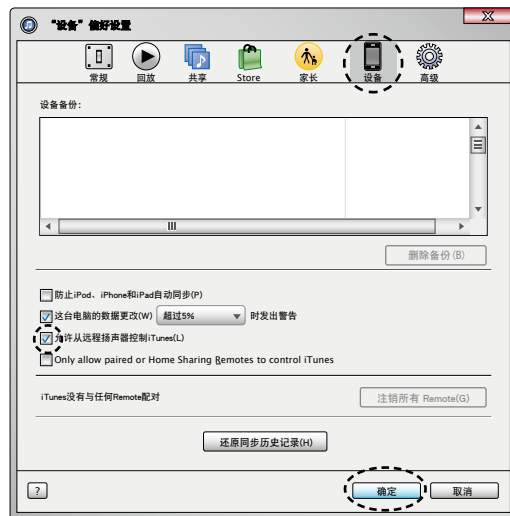 “设备”偏好设置
常规 回放 共享 Store 家长 设备 高级
设备备份：
删除备份(B)
防止iPod、iPhone和iPad自动同步(P)
这台电脑的数据更改(W) 超过5% 时发出警告
允许从远程扬声器控制iTunes(L)
Only allow paired or Home Sharing Remotes to control iTunes
iTunes没有与任何Remote配对 注销所有 Remote(G)
还原同步历史记录(H)
? 确定 取消